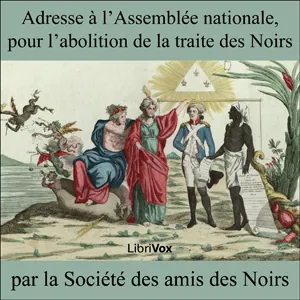 Adresse à l'Assemblée nationale,
pour l'abolition de la traite des Noirs
LibriVox
par la Société des amis des Noirs